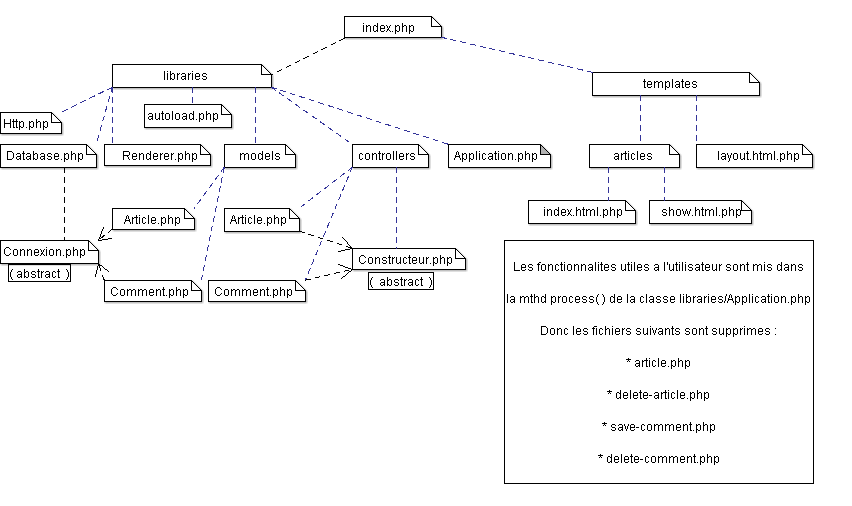 index.php
libraries
templates
Http.php
autoload.php
Database.php
Renderer.php
models
controllers
Application.php
articles
layout.html.php
Article.php
Article.php
index.html.php
show.html.php
Connexion.php
( abstract )
Constructeur.php
( abstract )
Comment.php
Comment.php
Les fonctionnalites utiles a l'utilisateur sont mis dans
la mthd process( ) de la classe libraries/Application.php
Donc les fichiers suivants sont supprimes :
* article.php
* delete-article.php
* save-comment.php
* delete-comment.php